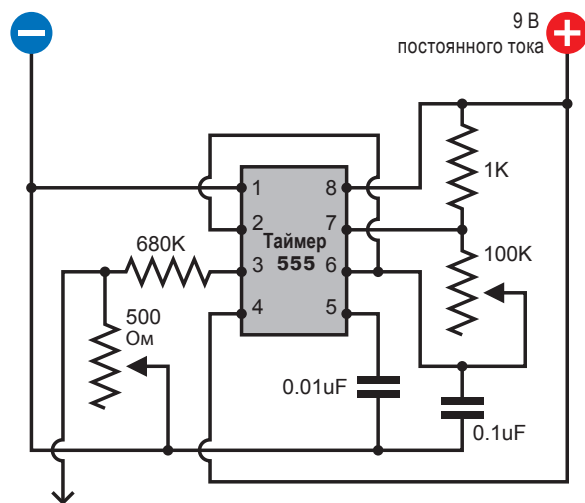 9 В
постоянного тока
1
8
1K
2
7
Таймер
555
680K
3
6
100K
4
5
500
Ом
0.01uF
0.1uF